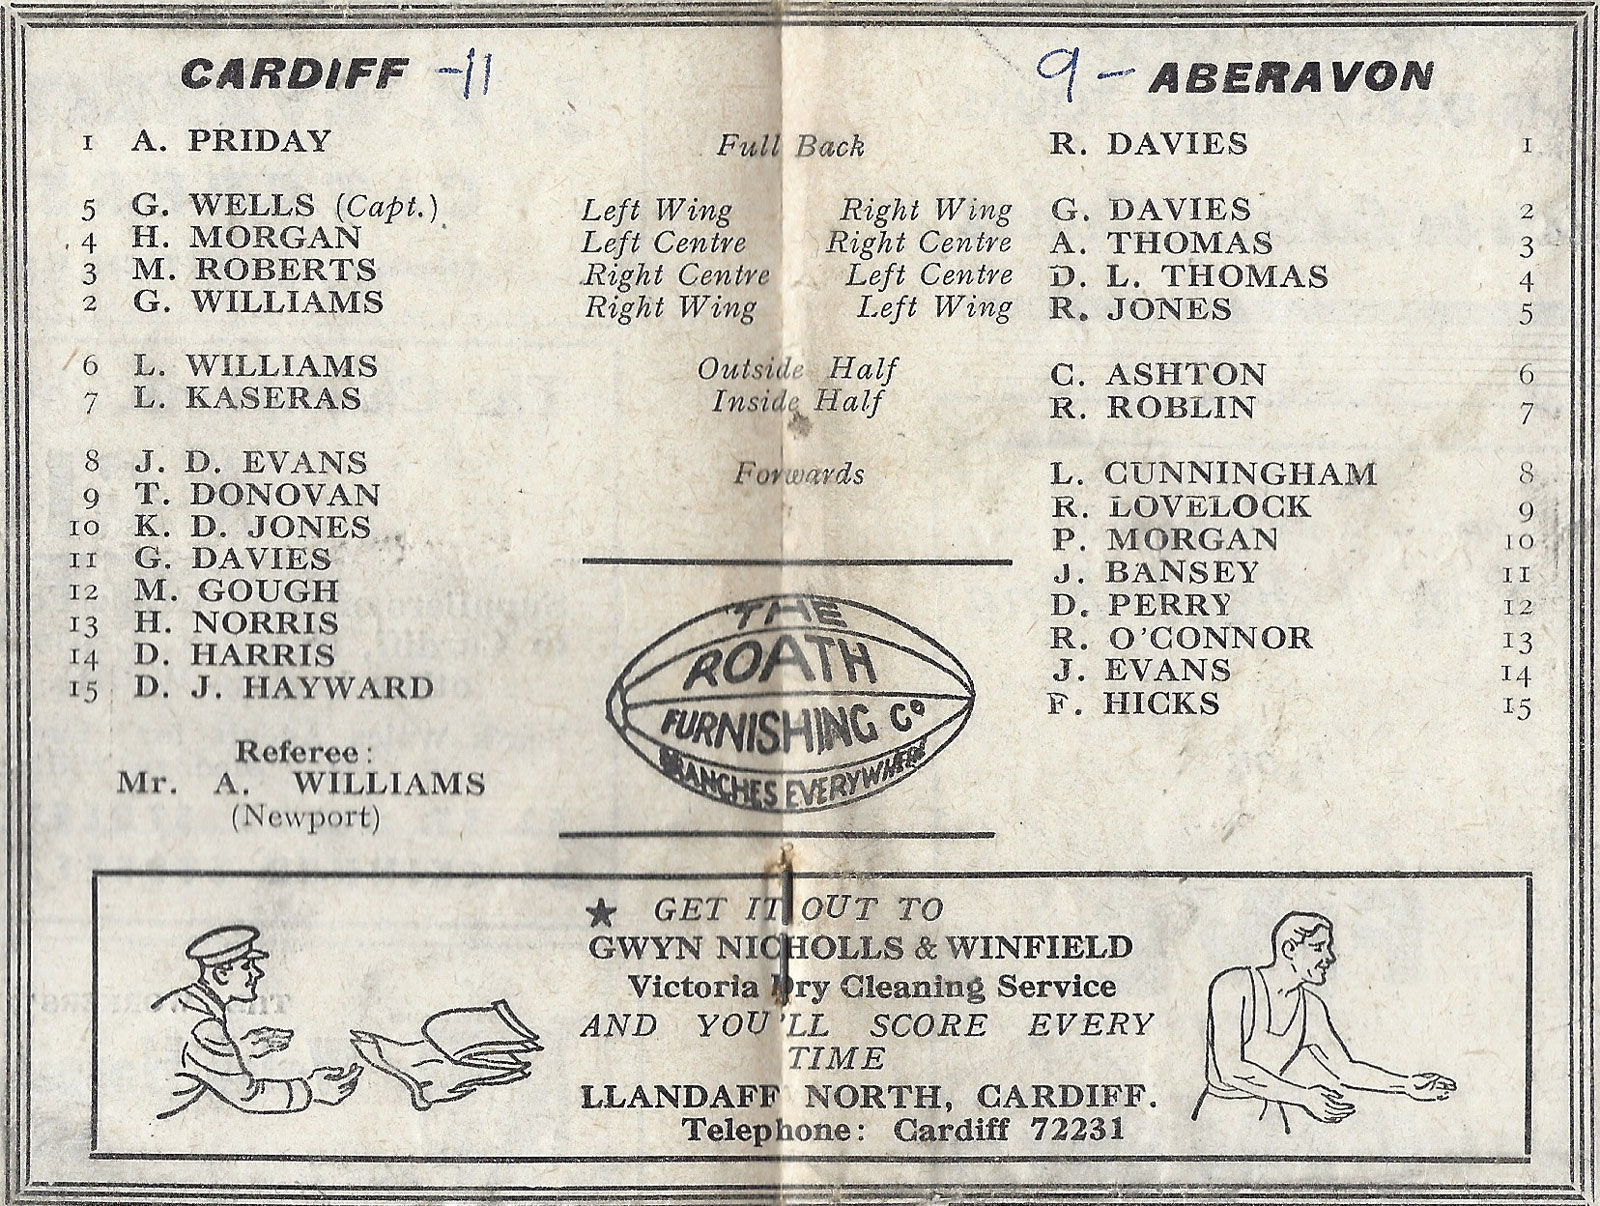 CARDIFF -11
9 - ABERAVON
1 A. PRIDAY Full Back R. DAVIES 1
5 G. WELLS (Capt.) Left Wing Right Wing G. DAVIES 2
4 H. MORGAN Left Centre Right Centre A. THOMAS 3
3 M. ROBERTS Right Centre Left Centre D. L. THOMAS 4
2 G. WILLIAMS Right Wing Left Wing R. JONES 5
6 L. WILLIAMS Outside Half C. ASHTON 6
7 L. KASERAS Inside Half R. ROBLIN 7
8 J. D. EVANS Forwards L. CUNNINGHAM 8
9 T. DONOVAN R. LOVELOCK 9
10 K. D. JONES P. MORGAN 10
11 G. DAVIES J. BANSEY 11
12 M. GOUGH D. PERRY 12
13 H. NORRIS R. O'CONNOR 13
14 D. HARRIS J. EVANS 14
15 D. J. HAYWARD F. HICKS 15
Referee:
Mr. A. WILLIAMS
(Newport)
THE
ROATH
FURNISHING Co
BRANCHES EVERYWHERE
★ GET IT OUT TO
GWYN NICHOLLS & WINFIELD
Victoria Dry Cleaning Service
AND YOU'LL SCORE EVERY
TIME
LLANDAFF NORTH, CARDIFF.
Telephone: Cardiff 72231